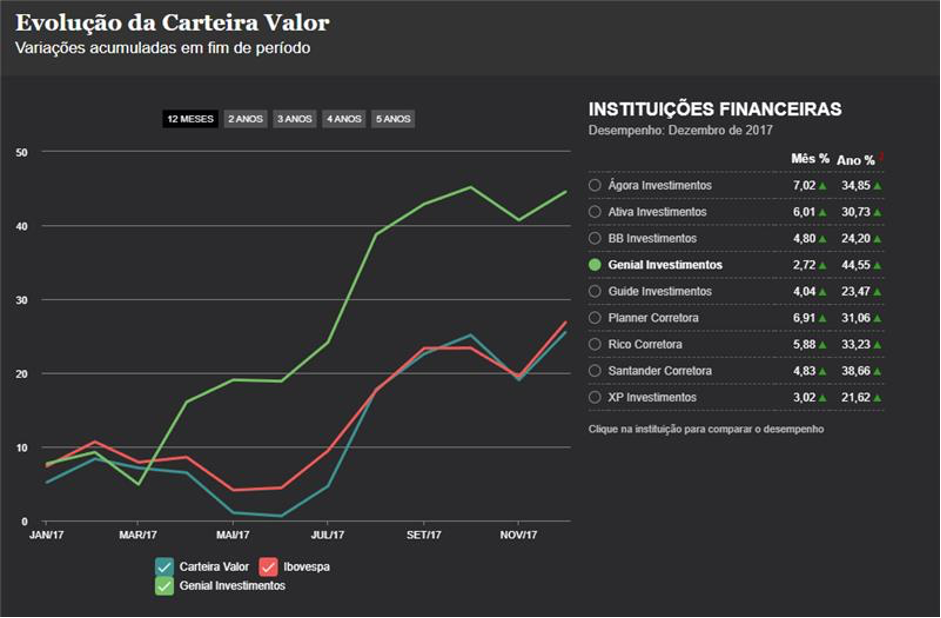 Evolução da Carteira Valor
Variações acumuladas em fim de período
12 MESES 2 ANOS 3 ANOS 4 ANOS 5 ANOS
50
40
30
20
10
0
JAN/17 MAR/17 MAI/17 JUL/17 SET/17 NOV/17
Carteira Valor Ibovespa
Genial Investimentos
INSTITUIÇÕES FINANCEIRAS
Desempenho: Dezembro de 2017
Mês % Ano %
Ágora Investimentos 7,02 34,85
Ativa Investimentos 6,01 30,73
BB Investimentos 4,80 24,20
Genial Investimentos 2,72 44,55
Guide Investimentos 4,04 23,47
Planner Corretora 6,91 31,06
Rico Corretora 5,88 33,23
Santander Corretora 4,83 38,66
XP Investimentos 3,02 21,62
Clique na instituição para comparar o desempenho